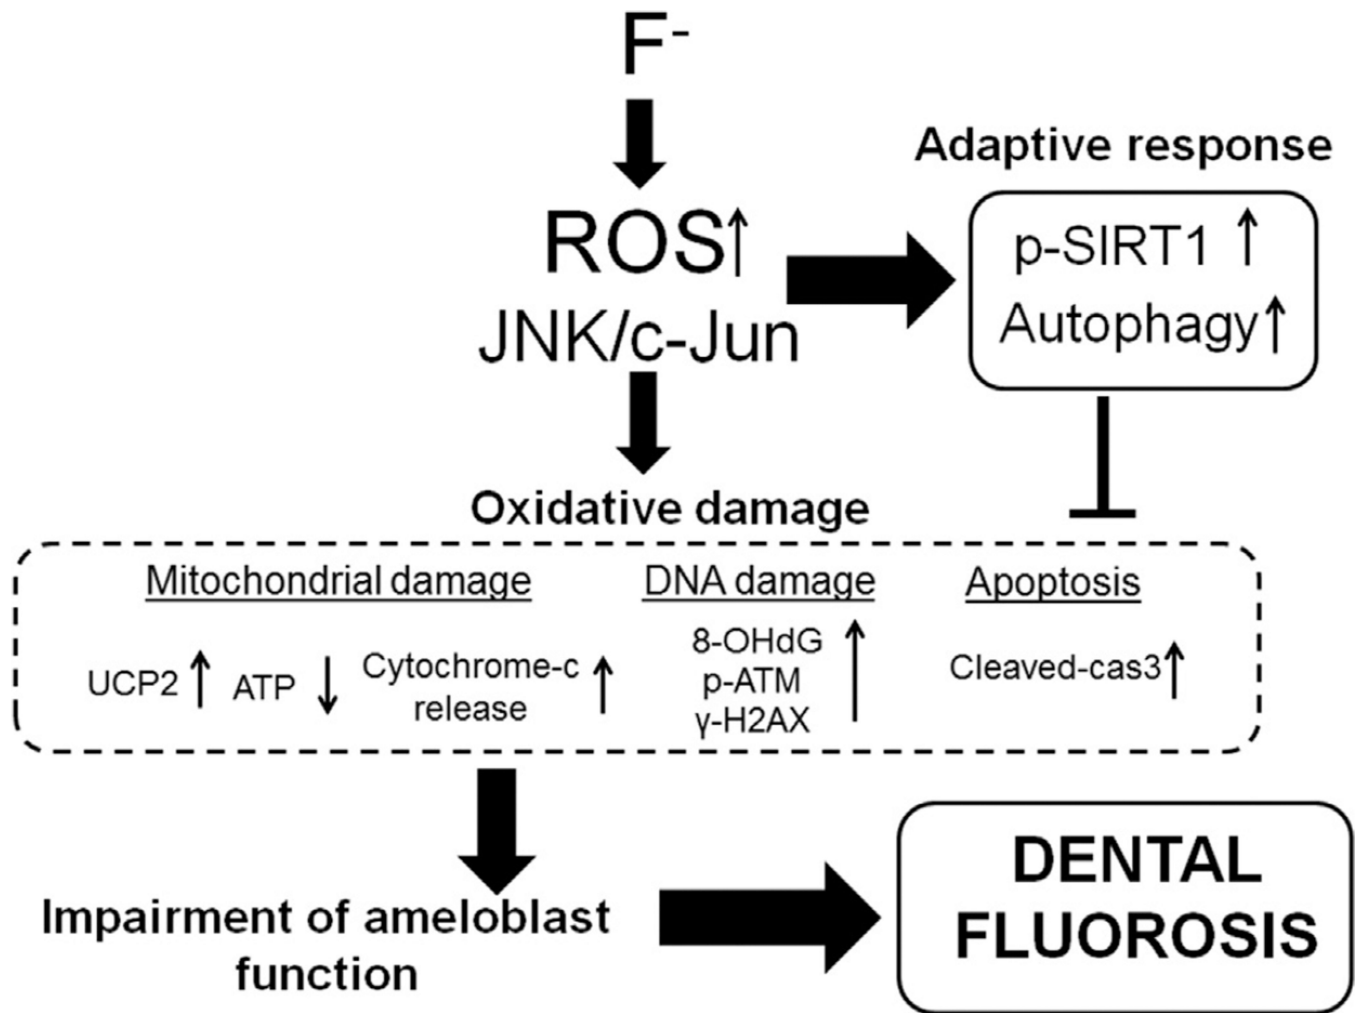 F-
ROS↑
JNK/c-Jun
Adaptive response
p-SIRT1 ↑
Autophagy↑
Oxidative damage
Mitochondrial damage
UCP2 ↑ ATP ↓ Cytochrome-c release ↑
DNA damage
8-OHdG
p-ATM
γ-H2AX ↑
Apoptosis
Cleaved-cas3↑
Impairment of ameloblast
function
DENTAL
FLUOROSIS